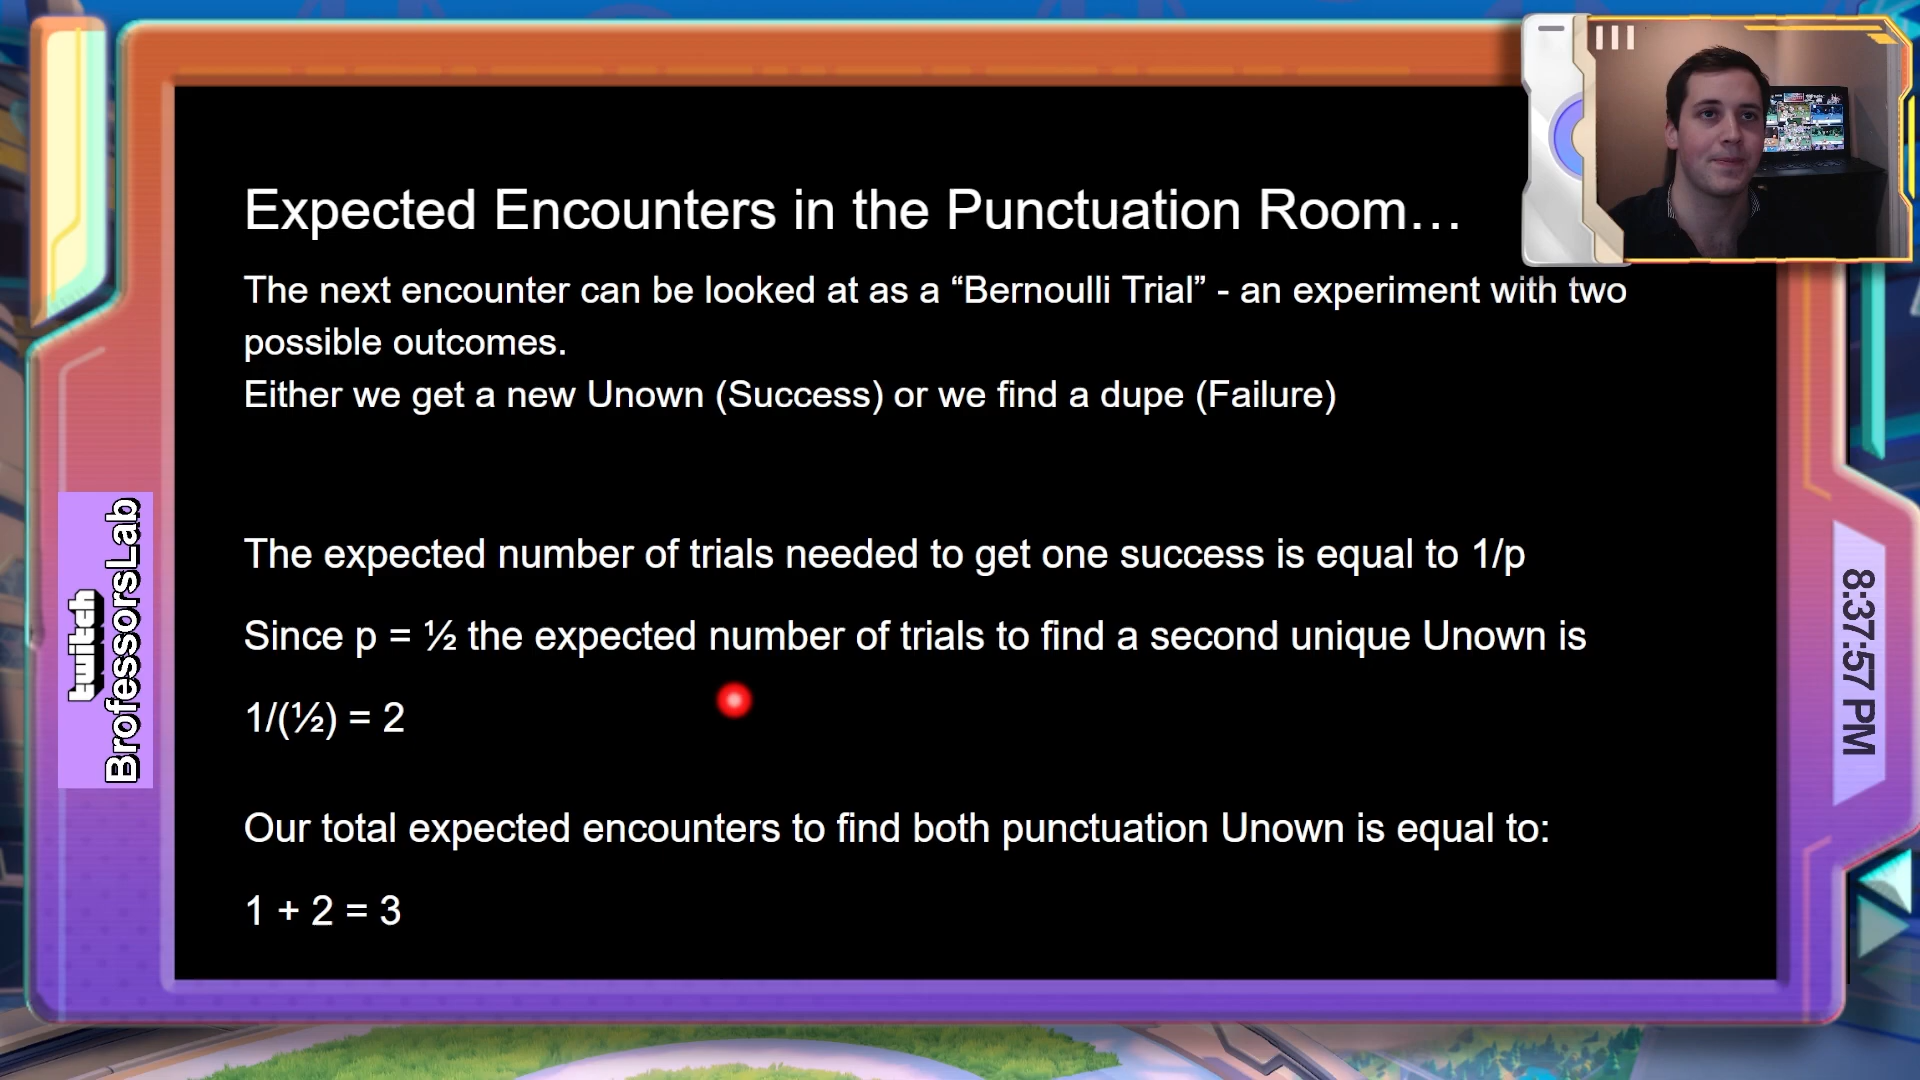 Expected Encounters in the Punctuation Room…
The next encounter can be looked at as a “Bernoulli Trial” - an experiment with two
possible outcomes.
Either we get a new Unown (Success) or we find a dupe (Failure)
The expected number of trials needed to get one success is equal to 1/p
Since p = ½ the expected number of trials to find a second unique Unown is
1/(½) = 2
Our total expected encounters to find both punctuation Unown is equal to:
1 + 2 = 3
twitch
BrofessorsLab
8:37:57 PM